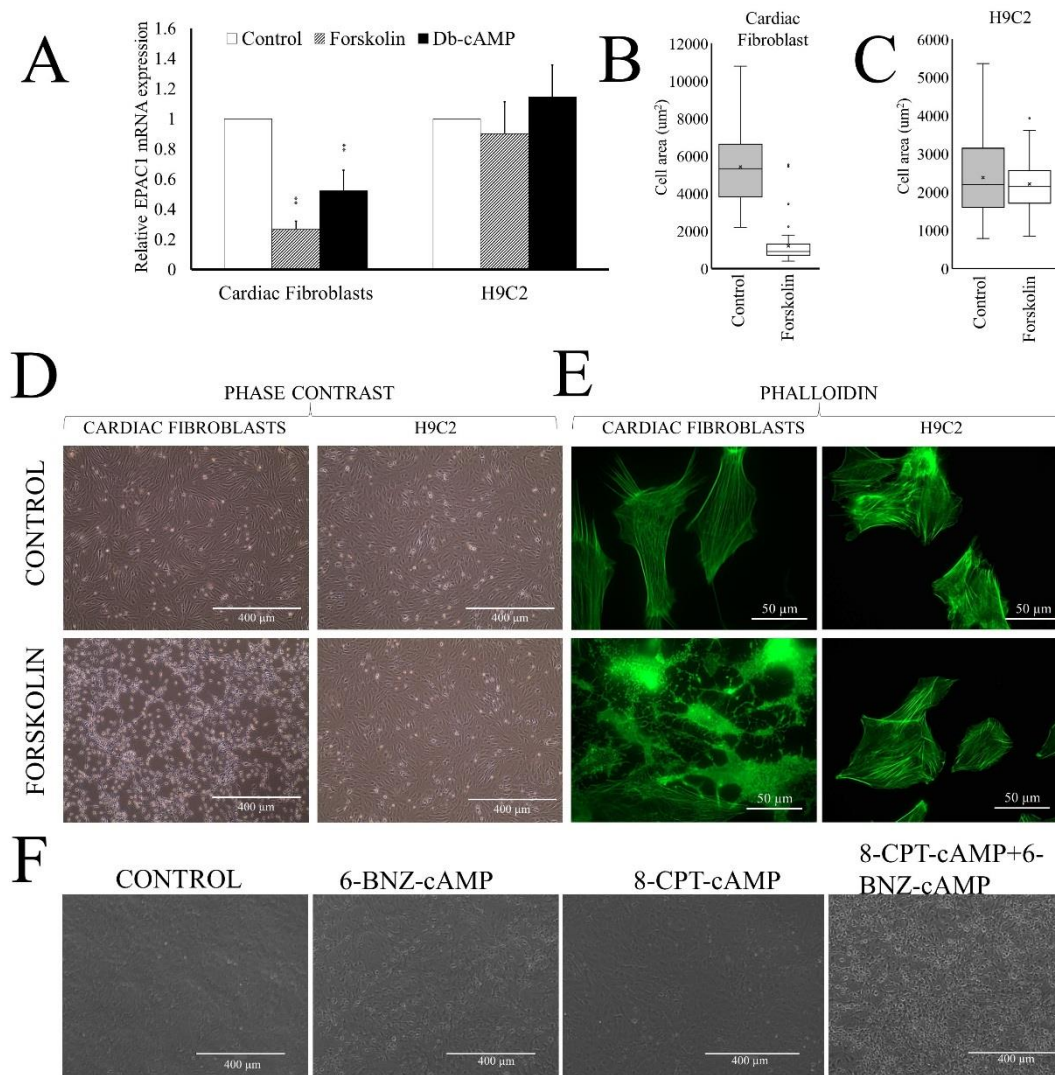 A
Relative EPAC1 mRNA expression
1.6
1.4
1.2
1
0.8
0.6
0.4
0.2
0
Control Forskolin Db-cAMP
Cardiac Fibroblasts H9C2
B
Cardiac
Fibroblast
Cell area (um²)
12000
10000
8000
6000
4000
2000
0
Control Forskolin
C
H9C2
Cell area (um²)
6000
5000
4000
3000
2000
1000
0
Control Forskolin
D
PHASE CONTRAST
CARDIAC FIBROBLASTS H9C2
CONTROL
400 µm 400 µm
FORSKOLIN
400 µm 400 µm
E
PHALLOIDIN
CARDIAC FIBROBLASTS H9C2
50 µm 50 µm
50 µm 50 µm
F
CONTROL
6-BNZ-cAMP
8-CPT-cAMP
8-CPT-cAMP+6-
BNZ-cAMP
400 µm 400 µm 400 µm 400 µm